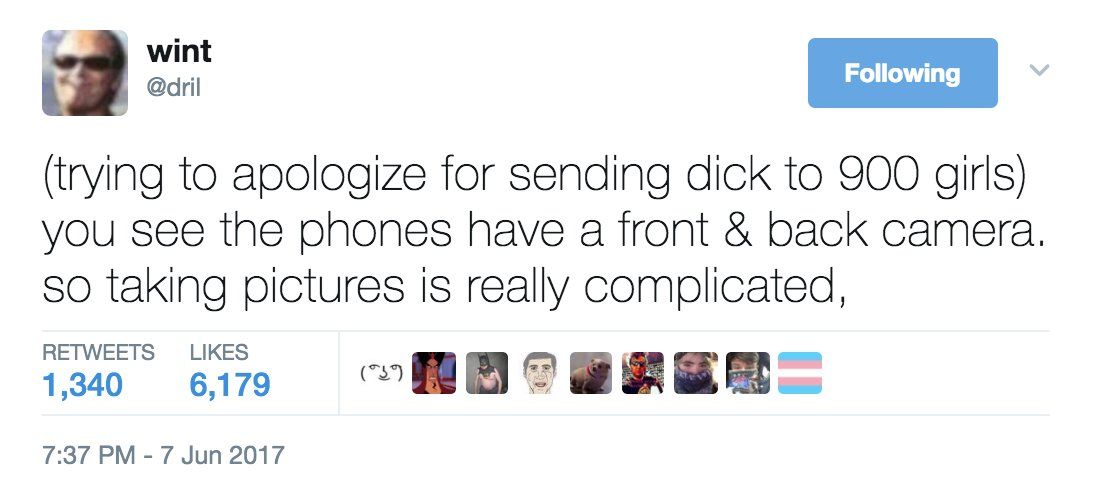 wint
@dril
Following
(trying to apologize for sending dick to 900 girls)
you see the phones have a front & back camera.
so taking pictures is really complicated,
RETWEETS LIKES
1,340 6,179
7:37 PM - 7 Jun 2017